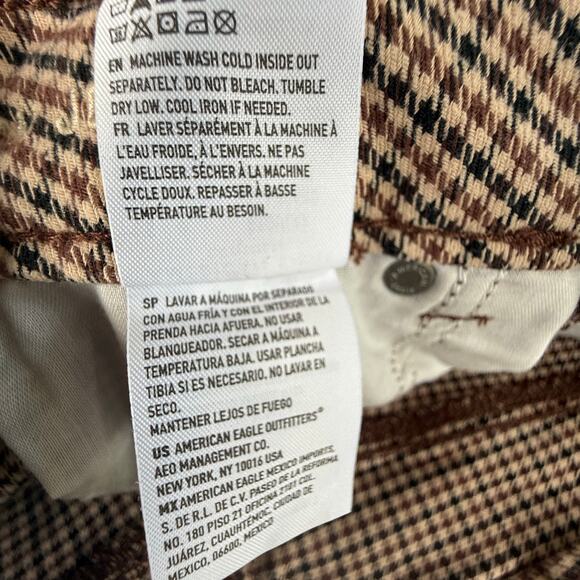 EN MACHINE WASH COLD INSIDE OUT
SEPARATELY. DO NOT BLEACH. TUMBLE
DRY LOW. COOL IRON IF NEEDED.
FR LAVER SÉPARÉMENT À LA MACHINE À
L'EAU FROIDE, À L'ENVERS. NE PAS
JAVELLISER. SÉCHER À LA MACHINE
CYCLE DOUX. REPASSER À BASSE
TEMPÉRATURE AU BESOIN.
SP LAVAR A MÁQUINA POR SEPARADO
CON AGUA FRÍA Y CON EL INTERIOR DE LA
PRENDA HACIA AFUERA. NO USAR
BLANQUEADOR. SECAR A MÁQUINA A
TEMPERATURA BAJA. USAR PLANCHA
TIBIA SI ES NECESARIO. NO LAVAR EN
SECO.
MANTENER LEJOS DE FUEGO
US AMERICAN EAGLE OUTFITTERS®
AEO MANAGEMENT CO.
NEW YORK, NY 10016 USA
MX AMERICAN EAGLE MEXICO IMPORTS,
S. DE R.L. DE C.V. PASEO DE LA REFORMA
NO. 180 PISO 21 OFICINA 2101 COL.
JUÁREZ, CUAUHTÉMOC, CIUDAD DE
MEXICO, 06600, MEXICO